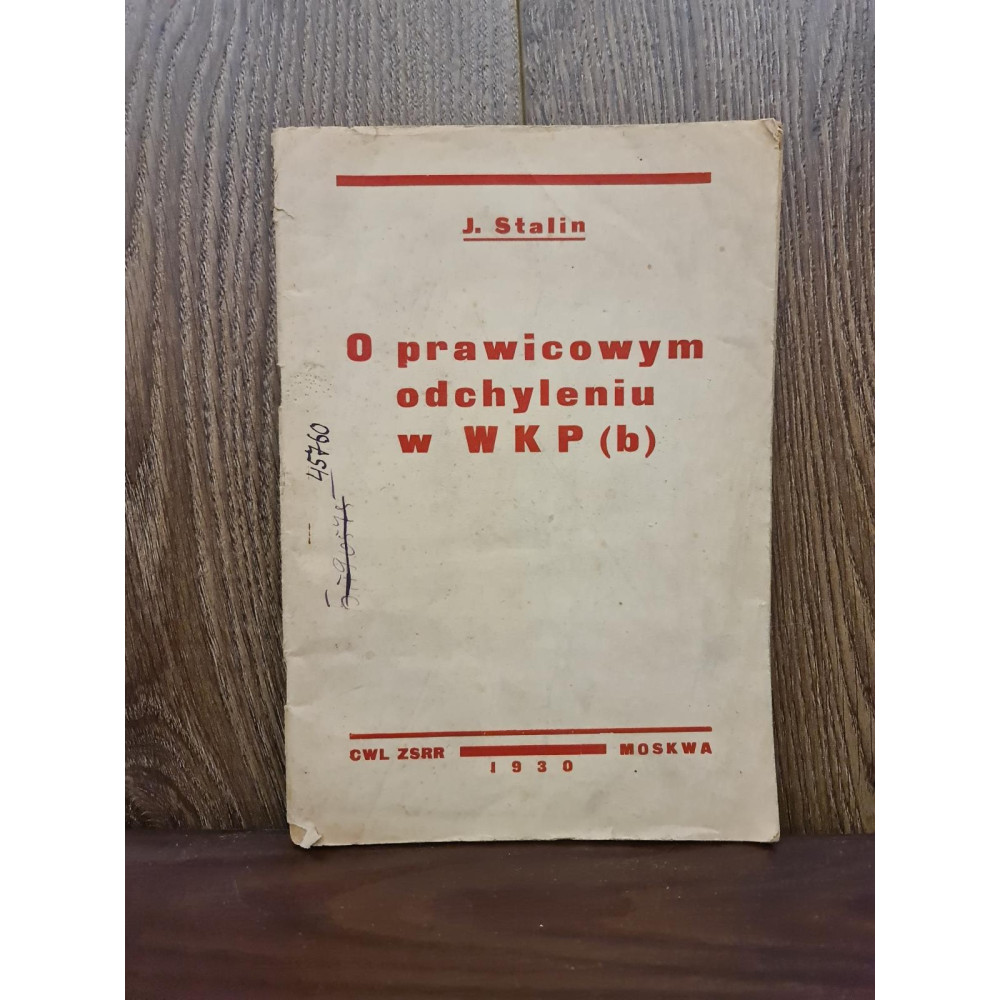 J. Stalin
O prawicowym
odchyleniu
w WKP (b)
45760
CWL ZSRR MOSKWA
1930